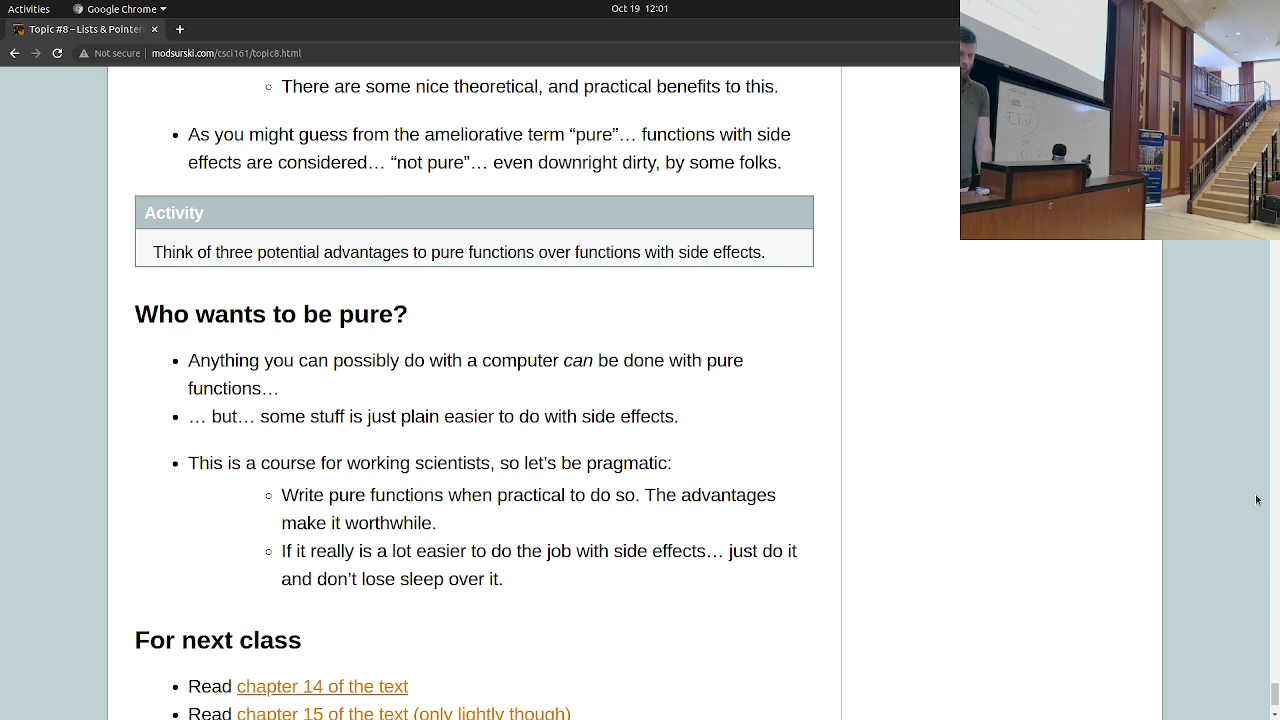 Activities
Google Chrome
Oct 19 12:01
Topic #8 – Lists & Pointers
Not secure
modsurski.com/csci161/topic8.html
There are some nice theoretical, and practical benefits to this.
As you might guess from the ameliorative term “pure”… functions with side
effects are considered… “not pure”… even downright dirty, by some folks.
Activity
Think of three potential advantages to pure functions over functions with side effects.
Who wants to be pure?
Anything you can possibly do with a computer can be done with pure
functions…
… but… some stuff is just plain easier to do with side effects.
This is a course for working scientists, so let’s be pragmatic:
Write pure functions when practical to do so. The advantages
make it worthwhile.
If it really is a lot easier to do the job with side effects… just do it
and don’t lose sleep over it.
For next class
Read chapter 14 of the text
Read chapter 15 of the text (only lightly though)